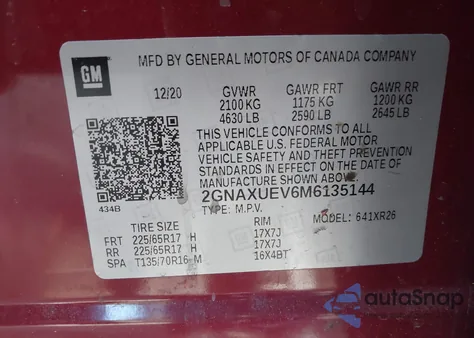 GM
MFD BY GENERAL MOTORS OF CANADA COMPANY
12/20 GVWR GAWR FRT GAWR RR
2100 KG 1175 KG 1200 KG
4630 LB 2590 LB 2645 LB
THIS VEHICLE CONFORMS TO ALL
APPLICABLE U.S. FEDERAL MOTOR
VEHICLE SAFETY AND THEFT PREVENTION
STANDARDS IN EFFECT ON THE DATE OF
MANUFACTURE SHOWN ABOVE.
2GNAXUEV6M6135144
434B TYPE: M.P.V. MODEL: 641XR26
TIRE SIZE RIM
FRT 225/65R17 H 17X7J
RR 225/65R17 H 17X7J
SPA T135/70R16 M 16X4BT
autoSnap